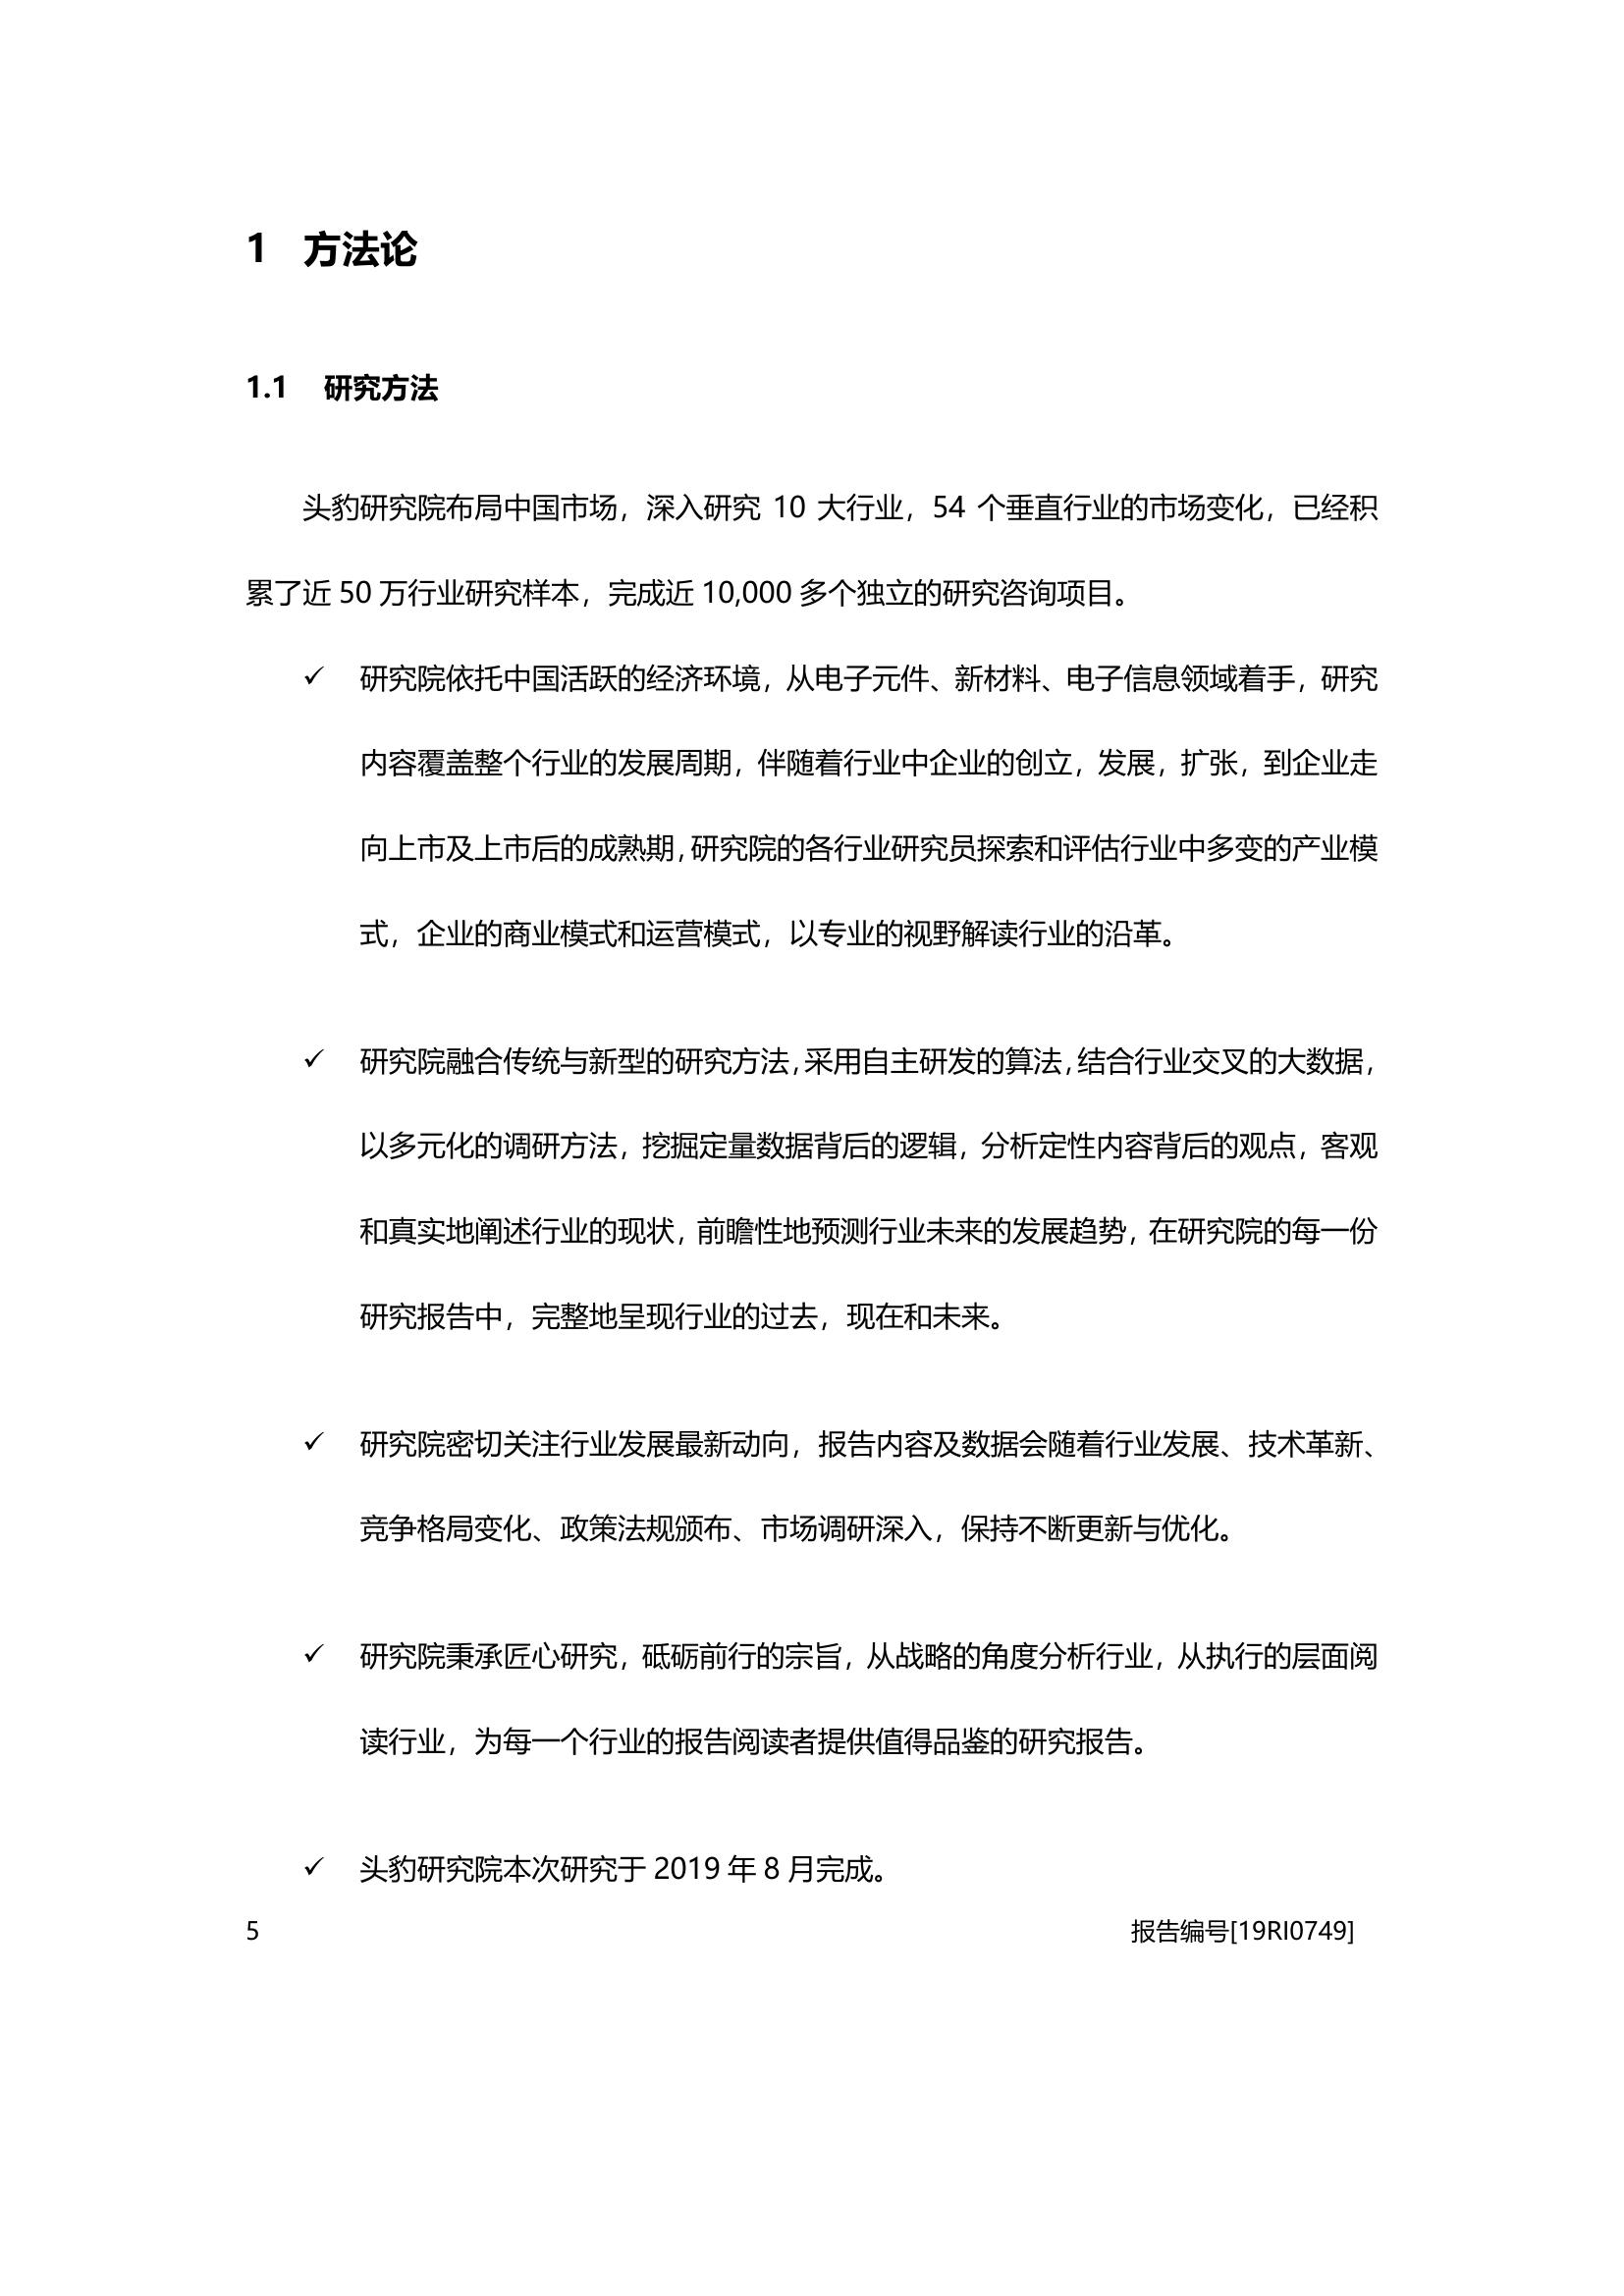 1 方法论
1.1 研究方法
头豹研究院布局中国市场，深入研究 10 大行业，54 个垂直行业的市场变化，已经积
累了近 50 万行业研究样本，完成近 10,000 多个独立的研究咨询项目。
✓ 研究院依托中国活跃的经济环境，从电子元件、新材料、电子信息领域着手，研究
内容覆盖整个行业的发展周期，伴随着行业中企业的创立，发展，扩张，到企业走
向上市及上市后的成熟期，研究院的各行业研究员探索和评估行业中多变的产业模
式，企业的商业模式和运营模式，以专业的视野解读行业的沿革。
✓ 研究院融合传统与新型的研究方法，采用自主研发的算法，结合行业交叉的大数据，
以多元化的调研方法，挖掘定量数据背后的逻辑，分析定性内容背后的观点，客观
和真实地阐述行业的现状，前瞻性地预测行业未来的发展趋势，在研究院的每一份
研究报告中，完整地呈现行业的过去，现在和未来。
✓ 研究院密切关注行业发展最新动向，报告内容及数据会随着行业发展、技术革新、
竞争格局变化、政策法规颁布、市场调研深入，保持不断更新与优化。
✓ 研究院秉承匠心研究，砥砺前行的宗旨，从战略的角度分析行业，从执行的层面阅
读行业，为每一个行业的报告阅读者提供值得品鉴的研究报告。
✓ 头豹研究院本次研究于 2019 年 8 月完成。
5 报告编号[19RI0749]